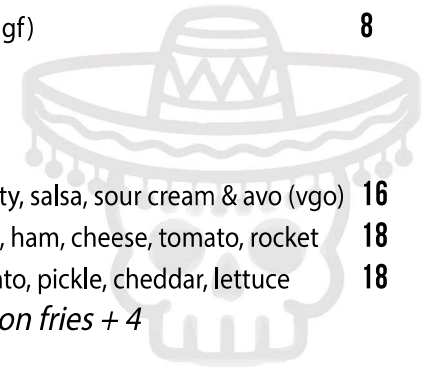 gf) 8
ty, salsa, sour cream & avo (vgo) 16
, ham, cheese, tomato, rocket 18
to, pickle, cheddar, lettuce 18
on fries + 4